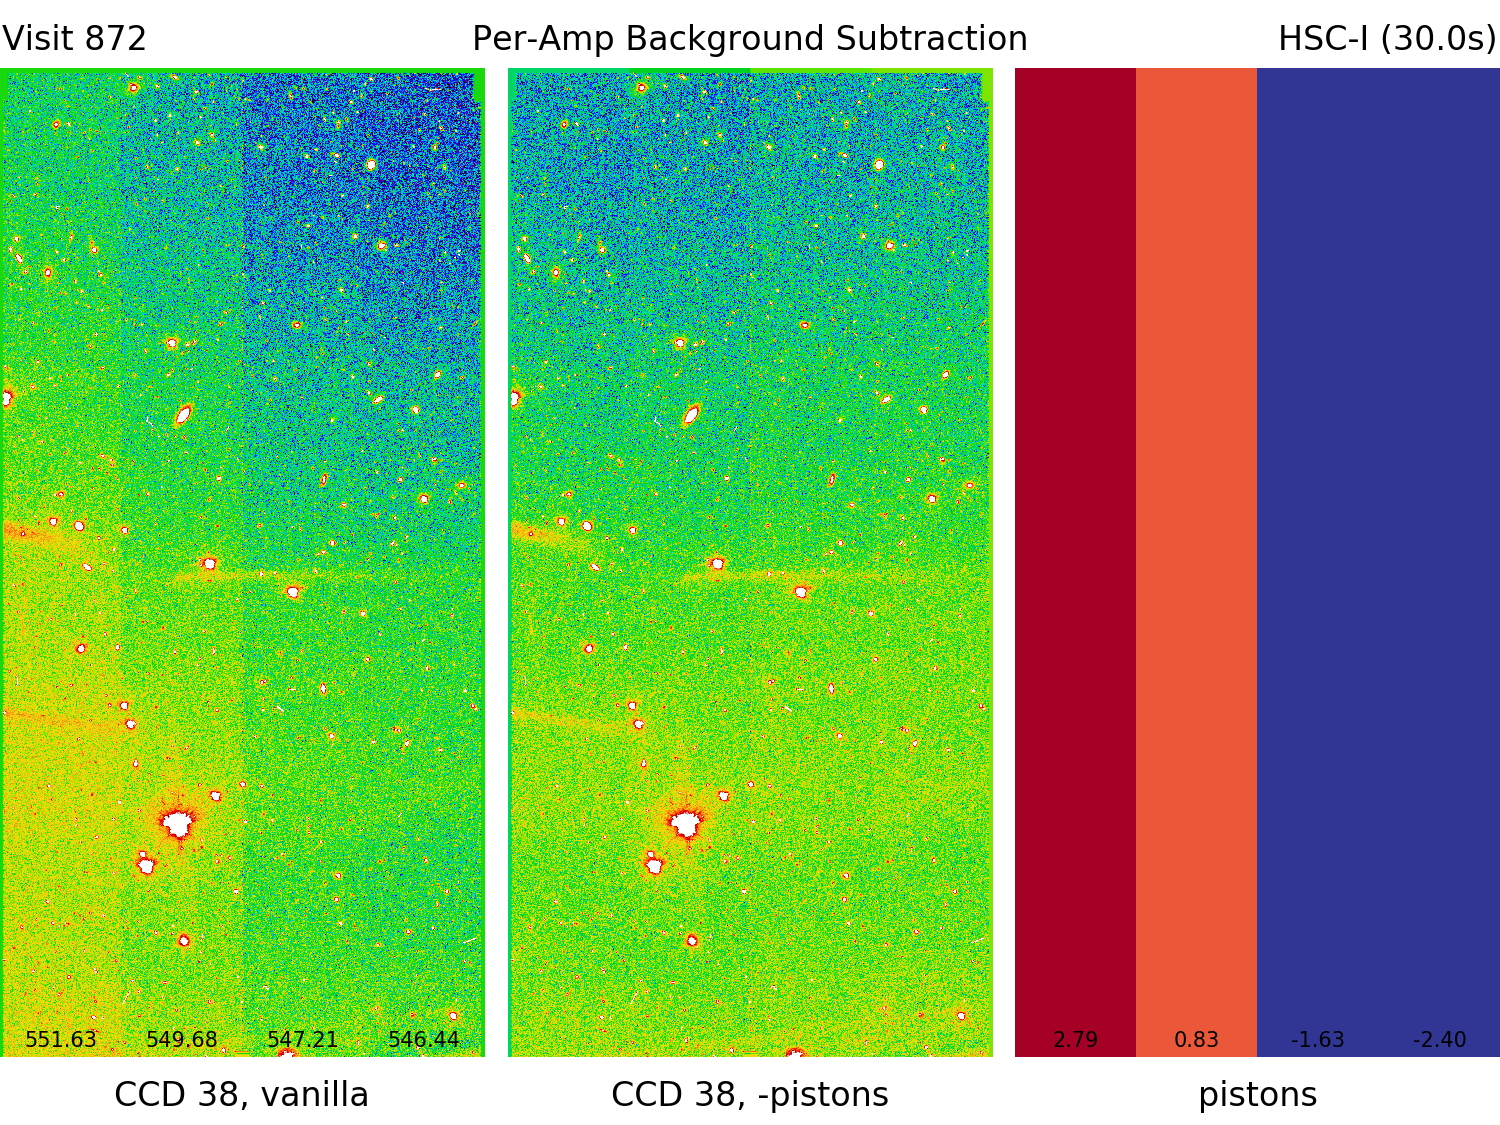 Visit 872 Per-Amp Background Subtraction HSC-I (30.0s)
551.63 549.68 547.21 546.44 2.79 0.83 -1.63 -2.40
CCD 38, vanilla CCD 38, -pistons pistons